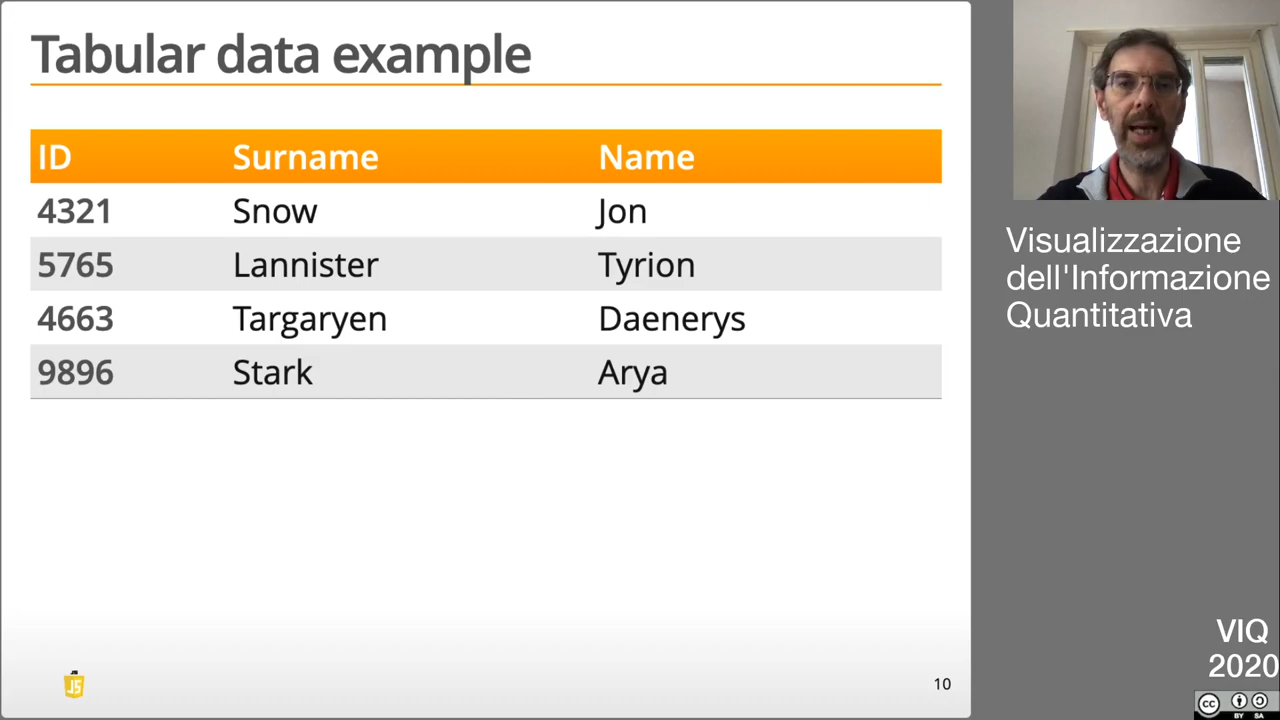 Tabular data example
ID Surname Name
4321 Snow Jon
5765 Lannister Tyrion
4663 Targaryen Daenerys
9896 Stark Arya
JS
10
Visualizzazione
dell'Informazione
Quantitativa
VIQ
2020
cc
BY SA